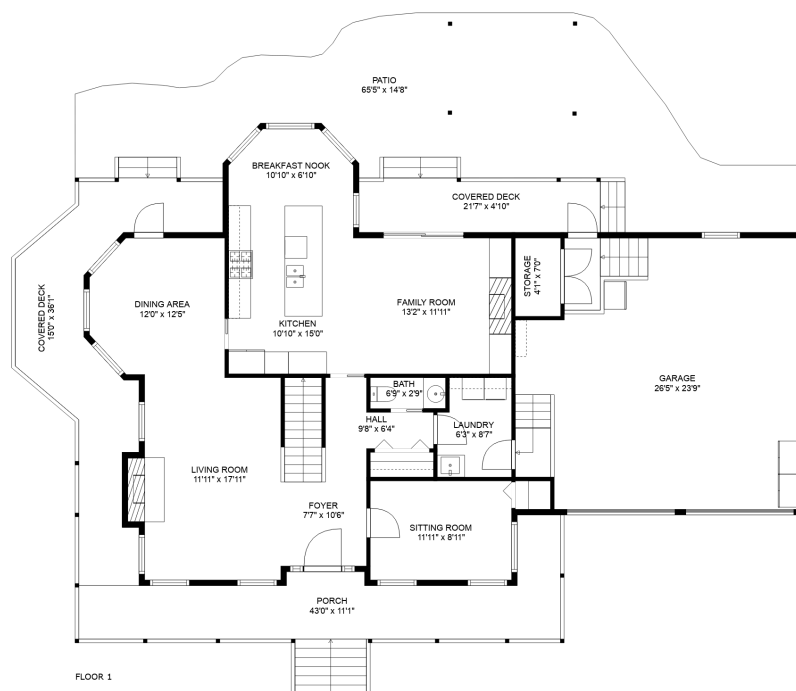 PATIO
65'5" x 14'8"
BREAKFAST NOOK
10'10" x 6'10"
COVERED DECK
21'7" x 4'10"
STORAGE
4'1" x 7'0"
DINING AREA
12'0" x 12'5"
FAMILY ROOM
13'2" x 11'11"
COVERED DECK
15'0" x 36'1"
KITCHEN
10'10" x 15'0"
GARAGE
26'5" x 23'9"
BATH
6'9" x 2'9"
HALL
9'8" x 6'4"
LAUNDRY
6'3" x 8'7"
LIVING ROOM
11'11" x 17'11"
FOYER
7'7" x 10'6"
SITTING ROOM
11'11" x 8'11"
PORCH
43'0" x 11'1"
FLOOR 1